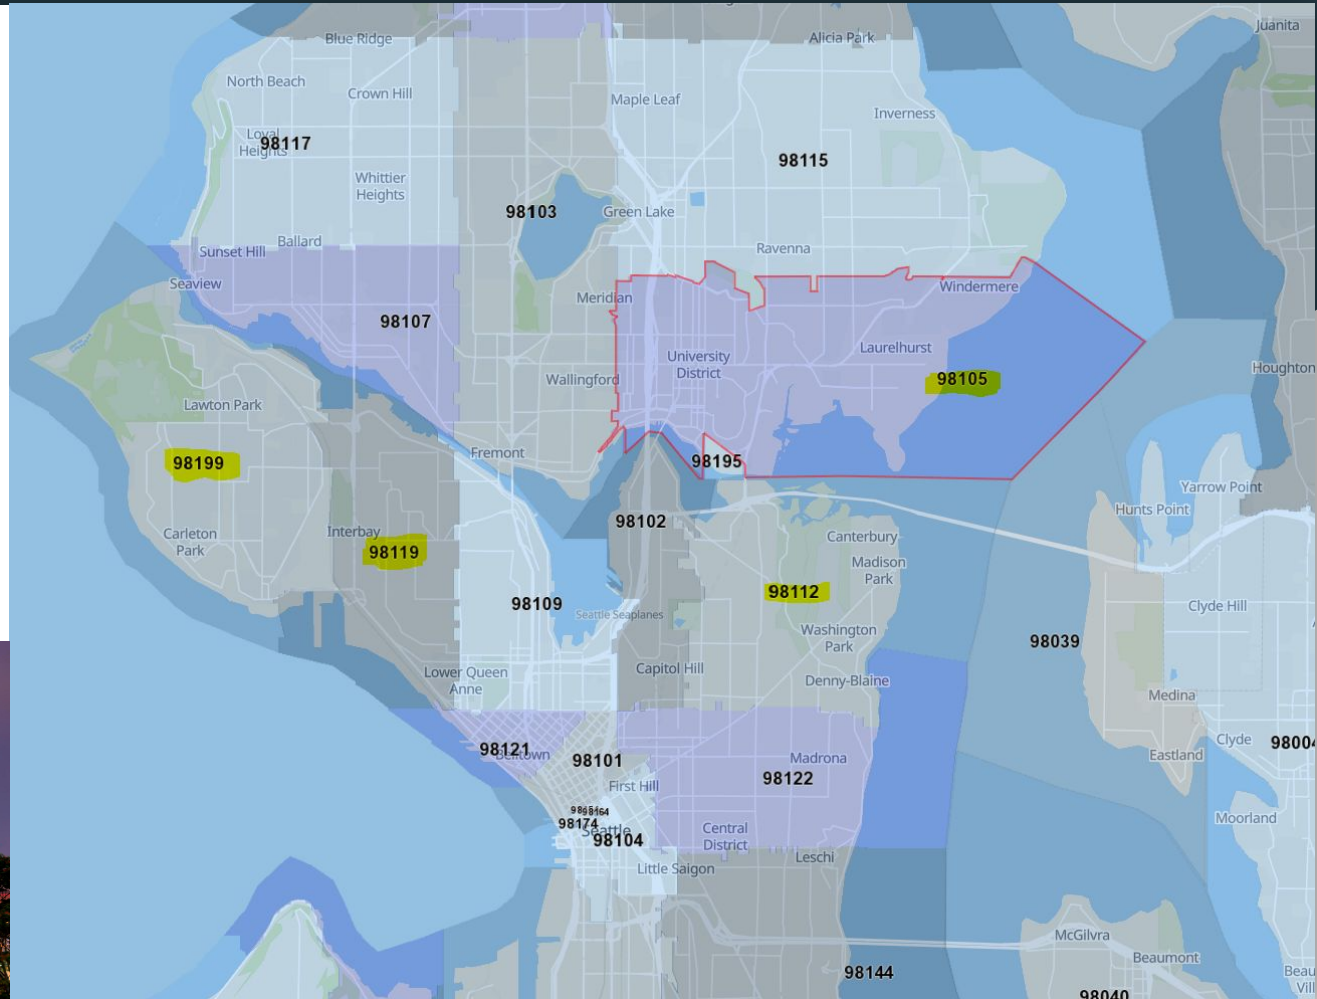 Blue Ridge
Alicia Park
Juanita
North Beach
Crown Hill
Maple Leaf
Inverness
Loyal
Heights
98117
98115
Whittier
Heights
98103
Green Lake
Ballard
Sunset Hill
Ravenna
Seaview
Meridian
Windermere
98107
University
District
Laurelhurst
Houghton
Wallingford
98105
Lawton Park
Fremont
98199
98195
Yarrow Point
Hunts Point
98102
Carleton
Park
Interbay
98119
Canterbury
Madison
Park
98112
98109
Seattle Seaplanes
Clyde Hill
Washington
Park
98039
Lower Queen
Anne
Capitol Hill
Denny-Blaine
Medina
98121
Belltown
98101
Madrona
98122
Clyde
Eastland
First Hill
98164
98174
Seattle
98104
Central
District
Leschi
Little Saigon
Moorland
McGilvra
Beaumont
98144
98040